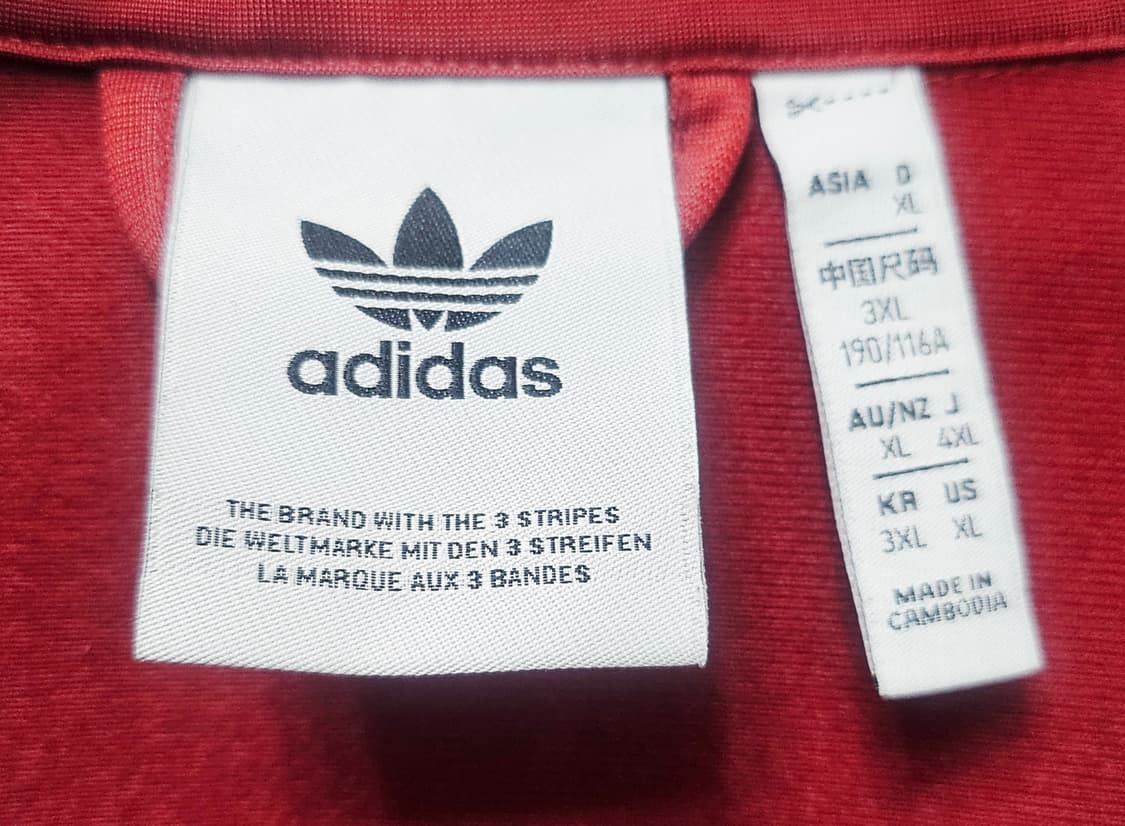 adidas
THE BRAND WITH THE 3 STRIPES
DIE WELTMARKE MIT DEN 3 STREIFEN
LA MARQUE AUX 3 BANDES
ASIA D
XL
中国尺码
3XL
190/116A
AU/NZ J
XL 4XL
KR US
3XL XL
MADE IN
CAMBODIA